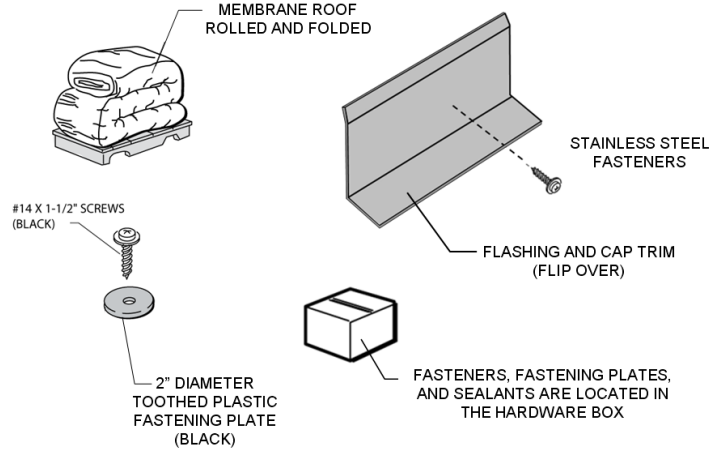 MEMBRANE ROOF
ROLLED AND FOLDED
STAINLESS STEEL
FASTENERS
#14 X 1-1/2" SCREWS
(BLACK)
FLASHING AND CAP TRIM
(FLIP OVER)
2” DIAMETER
TOOTHED PLASTIC
FASTENING PLATE
(BLACK)
FASTENERS, FASTENING PLATES,
AND SEALANTS ARE LOCATED IN
THE HARDWARE BOX